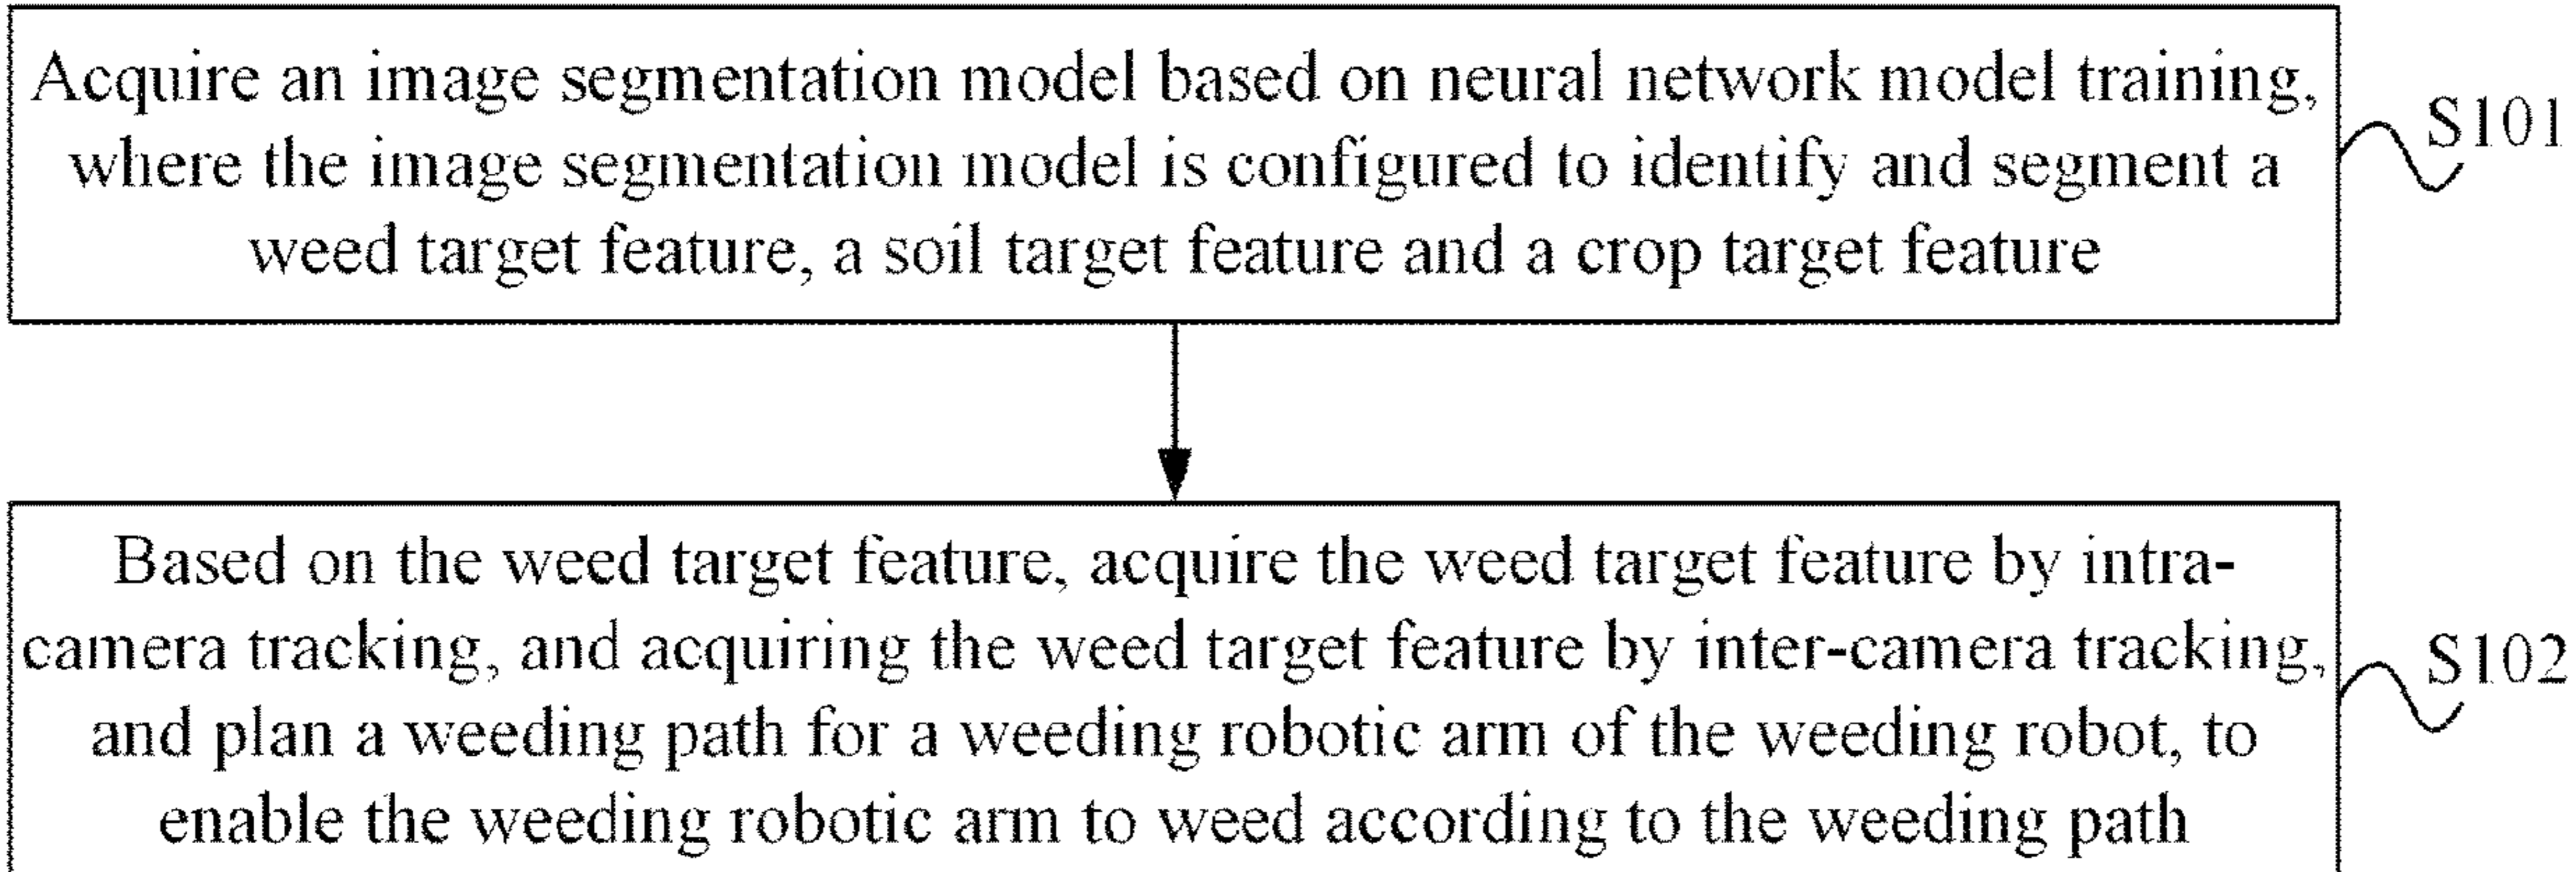 Acquire an image segmentation model based on neural network model training,
where the image segmentation model is configured to identify and segment a
weed target feature, a soil target feature and a crop target feature
S101
Based on the weed target feature, acquire the weed target feature by intra-
camera tracking, and acquiring the weed target feature by inter-camera tracking,
and plan a weeding path for a weeding robotic arm of the weeding robot, to
enable the weeding robotic arm to weed according to the weeding path
S102